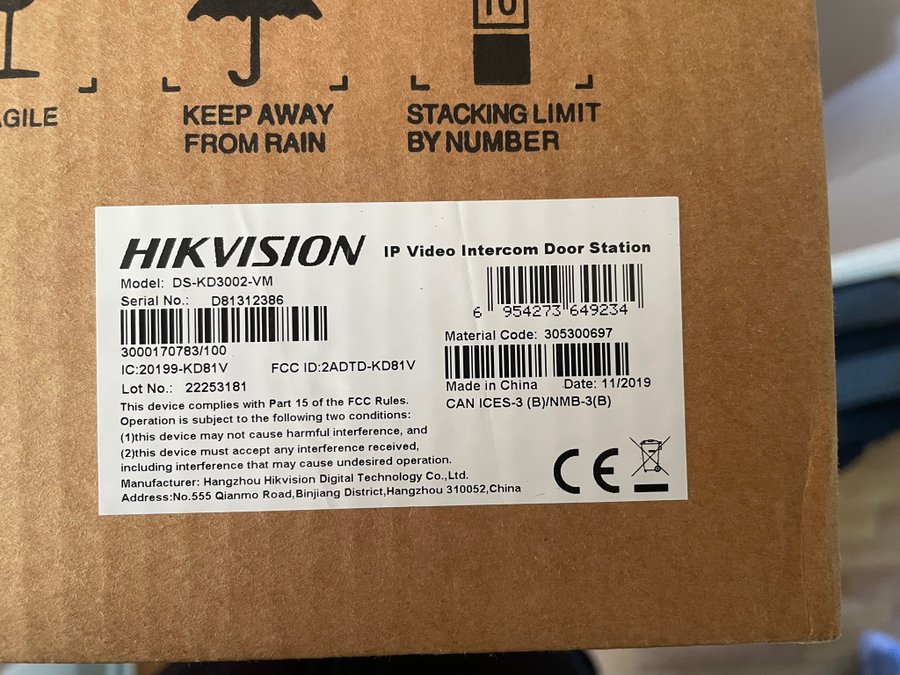 10
KEEP AWAY
FROM RAIN
STACKING LIMIT
BY NUMBER
HIKVISION IP Video Intercom Door Station
Model: DS-KD3002-VM
Serial No.: D81312386
6 954273 649234
3000170783/100
Material Code: 305300697
IC:20199-KD81V FCC ID:2ADTD-KD81V
Lot No.: 22253181
Made in China Date: 11/2019
CAN ICES-3 (B)/NMB-3(B)
This device complies with Part 15 of the FCC Rules.
Operation is subject to the following two conditions:
(1)this device may not cause harmful interference, and
(2)this device must accept any interference received,
including interference that may cause undesired operation.
Manufacturer: Hangzhou Hikvision Digital Technology Co.,Ltd.
Address:No.555 Qianmo Road,Binjiang District,Hangzhou 310052,China
CE